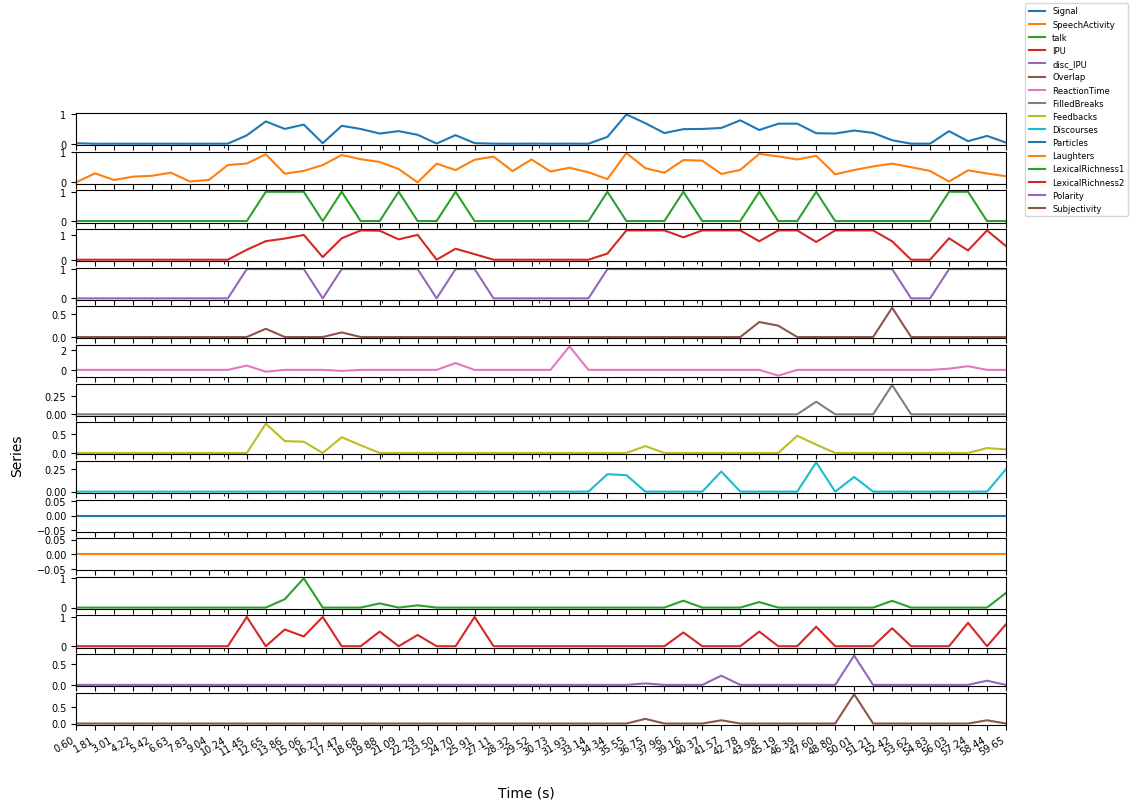 Signal
SpeechActivity
talk
IPU
disc_IPU
Overlap
ReactionTime
FilledBreaks
Feedbacks
Discourses
Particles
Laughters
LexicalRichness1
LexicalRichness2
Polarity
Subjectivity
1
0
1
0
1
0
1
0
1
0
0.5
0.0
2
0
0.25
0.00
0.5
0.0
0.25
0.00
0.05
0.00
−0.05
0.05
0.00
−0.05
1
0
1
0
0.5
0.0
0.5
0.0
Series
0.60 1.81 3.01 4.22 5.42 6.63 7.83 9.04 10.24 11.45 12.65 13.86 15.06 16.27 17.47 18.68 19.88 21.09 22.29 23.50 24.70 25.91 27.11 28.32 29.52 30.73 31.93 33.14 34.34 35.55 36.75 37.96 39.16 40.37 41.57 42.78 43.98 45.19 46.39 47.60 48.80 50.01 51.21 52.42 53.62 54.83 56.03 57.24 58.44 59.65
Time (s)